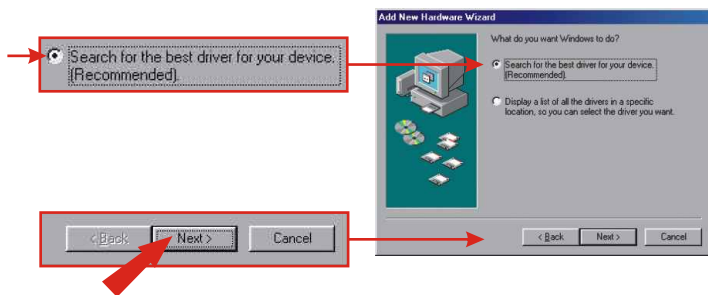 Search for the best driver for your device.
(Recommended).
< Back Next > Cancel
Add New Hardware Wizard
What do you want Windows to do?
Search for the best driver for your device.
(Recommended).
Display a list of all the drivers in a specific
location, so you can select the driver you want.
< Back Next > Cancel